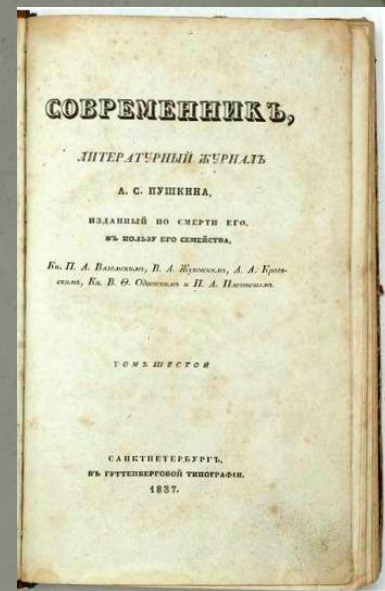 СОВРЕМЕННИКЪ,
ЛИТЕРАТУРНЫЙ ЖУРНАЛЪ
А. С. ПУШКИНА,
ИЗДАННЫЙ ПО СМЕРТИ ЕГО,
ВЪ ПОЛЬЗУ ЕГО СЕМЕЙСТВА,
Кн. П. А. Вяземскимъ, В. А. Жуковскимъ, А. А. Краев-
скимъ, Кн. В. Ѳ. Одоевскимъ и П. А. Плетневымъ.
ТОМЪ ШЕСТОЙ
САНКТПЕТЕРБУРГЪ,
ВЪ ГУТТЕНБЕРГОВОЙ ТИПОГРАФІИ.
1837.